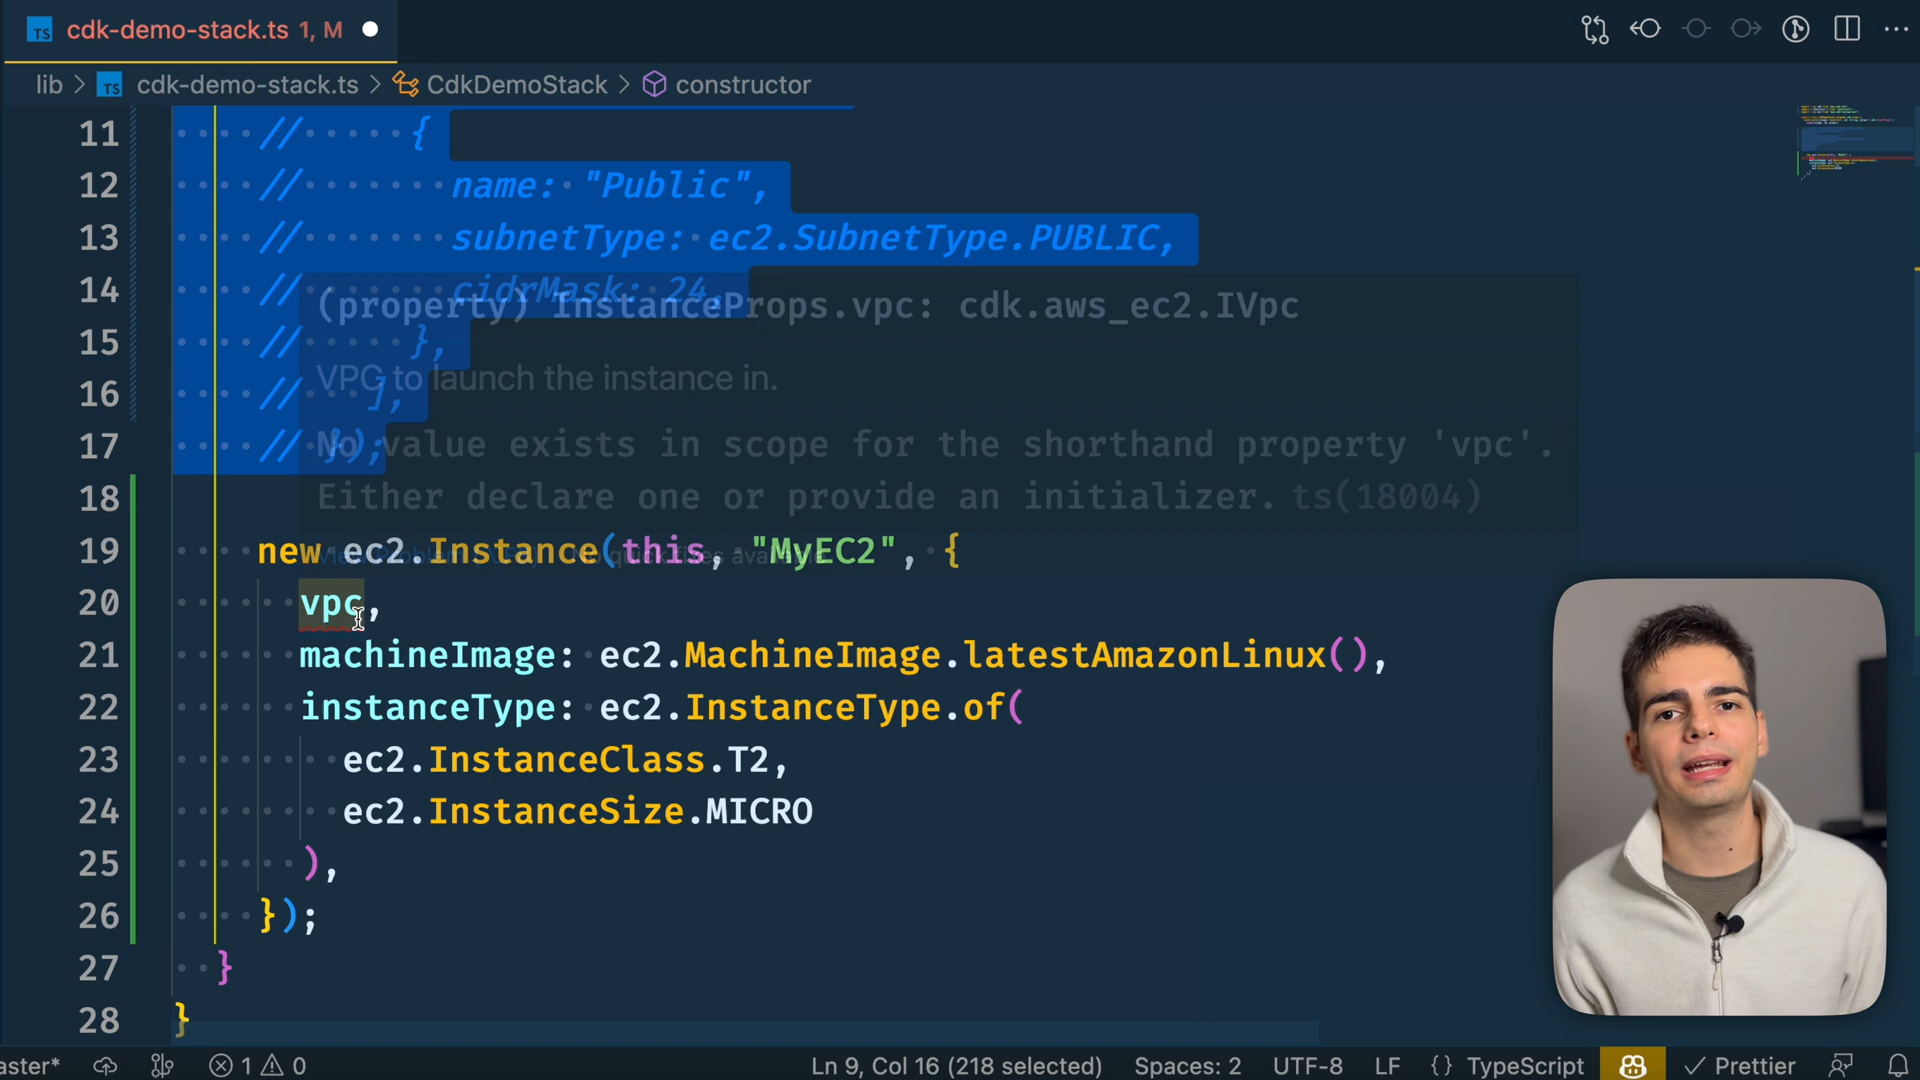 TS cdk-demo-stack.ts 1, M
lib > TS cdk-demo-stack.ts > CdkDemoStack > constructor
11 // {
12 // name: "Public",
13 // subnetType: ec2.SubnetType.PUBLIC,
14 // cidrMask: 24,
(property) InstanceProps.vpc: cdk.aws_ec2.IVpc
15 // },
VPC to launch the instance in.
16 // ],
17 // });
No value exists in scope for the shorthand property 'vpc'.
18
Either declare one or provide an initializer. ts(18004)
19 new ec2.Instance(this, "MyEC2", {
20 vpc,
21 machineImage: ec2.MachineImage.latestAmazonLinux(),
22 instanceType: ec2.InstanceType.of(
23 ec2.InstanceClass.T2,
24 ec2.InstanceSize.MICRO
25 ),
26 });
27 }
28 }
aster* 1 0 Ln 9, Col 16 (218 selected) Spaces: 2 UTF-8 LF {} TypeScript Prettier